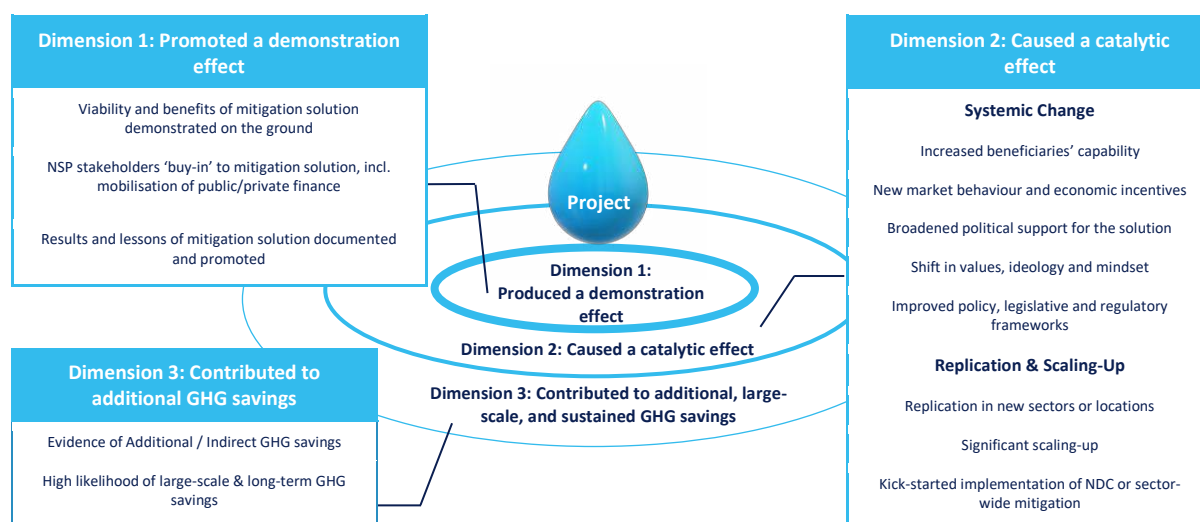 Dimension 1: Promoted a demonstration
effect
Viability and benefits of mitigation solution
demonstrated on the ground
NSP stakeholders ‘buy-in’ to mitigation solution, incl.
mobilisation of public/private finance
Results and lessons of mitigation solution documented
and promoted
Dimension 3: Contributed to
additional GHG savings
Evidence of Additional / Indirect GHG savings
High likelihood of large-scale & long-term GHG
savings
Project
Dimension 1:
Produced a demonstration
effect
Dimension 2: Caused a catalytic effect
Dimension 3: Contributed to additional, large-
scale, and sustained GHG savings
Dimension 2: Caused a catalytic
effect
Systemic Change
Increased beneficiaries’ capability
New market behaviour and economic incentives
Broadened political support for the solution
Shift in values, ideology and mindset
Improved policy, legislative and regulatory
frameworks
Replication & Scaling-Up
Replication in new sectors or locations
Significant scaling-up
Kick-started implementation of NDC or sector-
wide mitigation